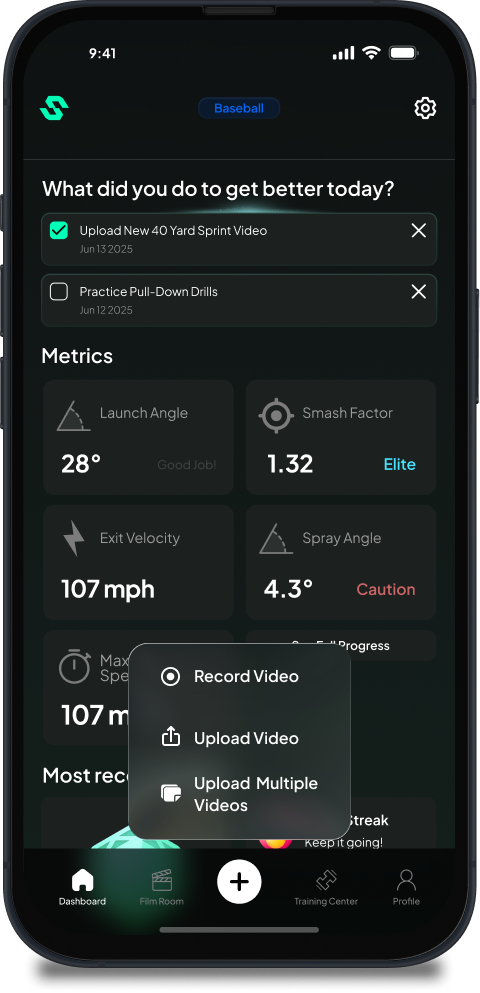 9:41
Baseball
What did you do to get better today?
Upload New 40 Yard Sprint Video
Jun 13 2025
Practice Pull-Down Drills
Jun 12 2025
Metrics
Launch Angle
28°
Good Job!
Smash Factor
1.32
Elite
Exit Velocity
107 mph
Spray Angle
4.3°
Caution
Max
Spe
107 m
Full Progress
Record Video
Upload Video
Upload Multiple
Videos
Most rec
Streak
Keep it going!
Dashboard
Film Room
Training Center
Profile